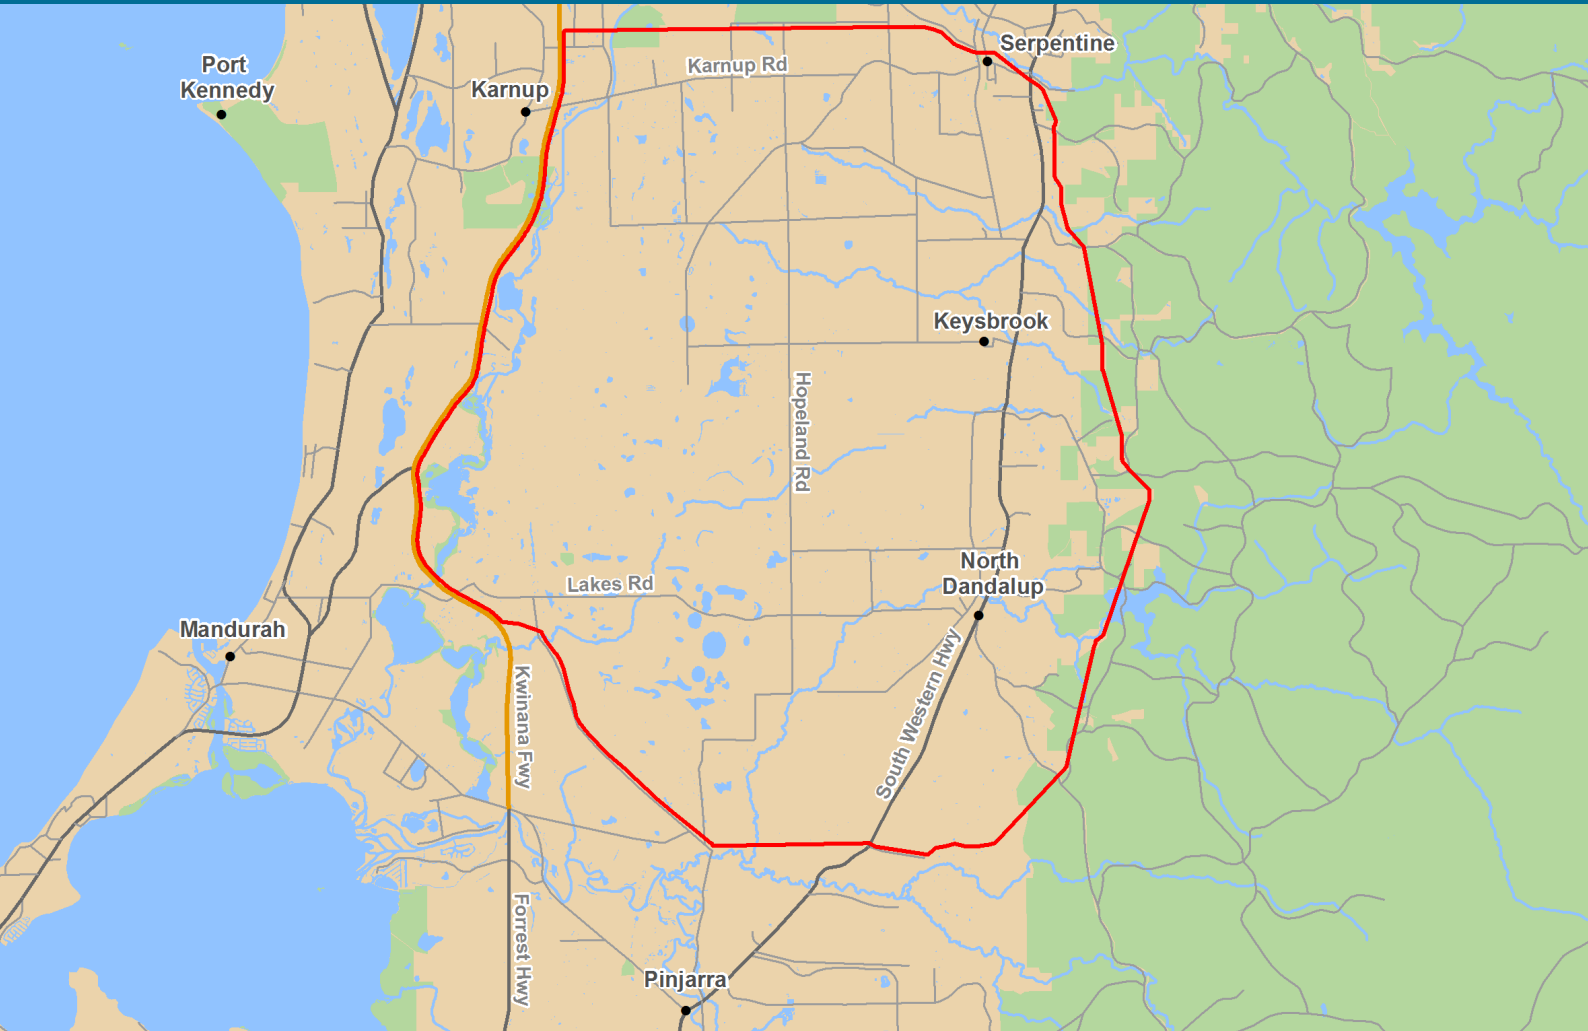 Serpentine
Port
Kennedy
Karnup Rd
Karnup
Keysbrook
Hopeland Rd
North
Dandalup
Lakes Rd
Mandurah
Kwinana Fwy
South Western Hwy
Forrest Hwy
Pinjarra